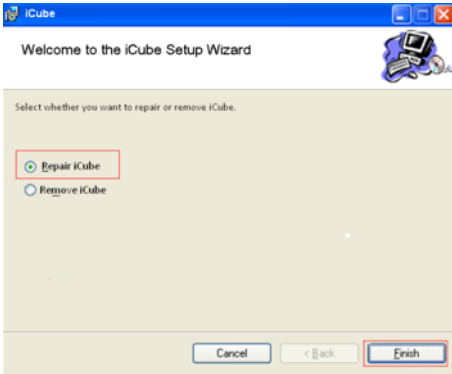 iCube
Welcome to the iCube Setup Wizard
Select whether you want to repair or remove iCube.
Repair iCube
Remove iCube
Cancel < Back Finish